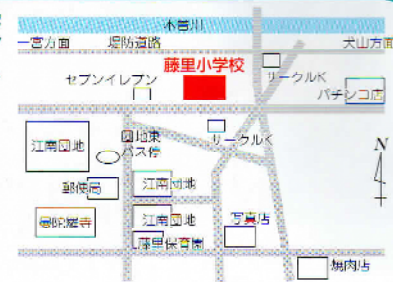 木曽川
一宮方面 堤防道路 犬山方面
藤里小学校
サークルK
セブンイレブン
パチンコ店
団地東
バス停
サークルK
江南団地
N
郵便局
江南団地
曼陀羅寺
江南団地
写真店
藤里保育園
焼肉店